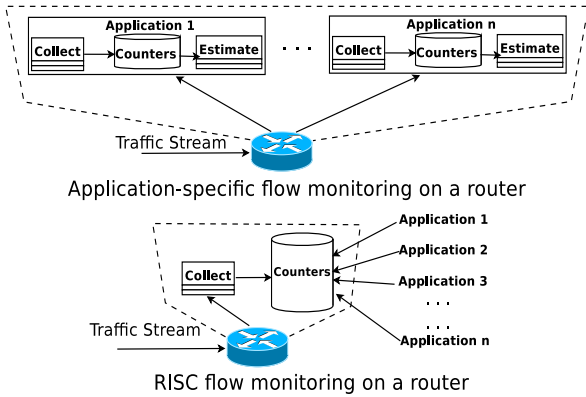 Application 1
Collect
Counters
Estimate
. . .
Application n
Collect
Counters
Estimate
Traffic Stream
Application-specific flow monitoring on a router
Application 1
Application 2
Application 3
. . .
. . .
Application n
Collect
Counters
Traffic Stream
RISC flow monitoring on a router